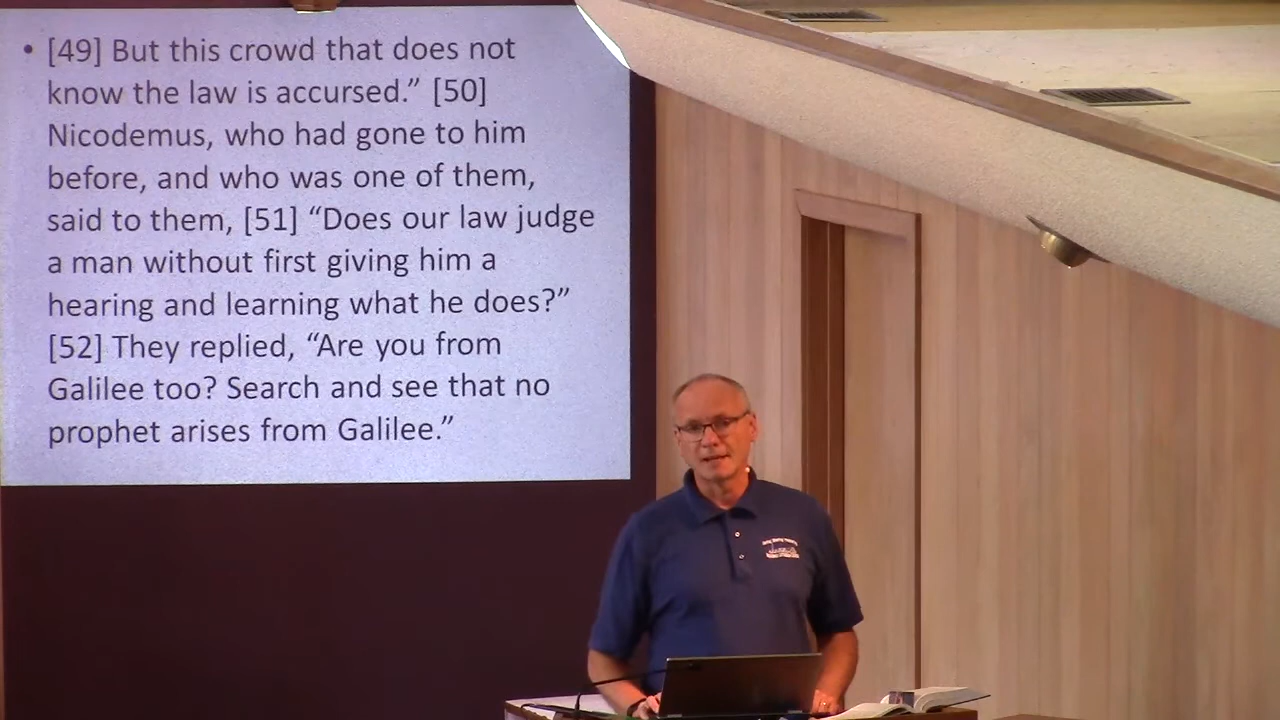 • [49] But this crowd that does not
know the law is accursed.” [50]
Nicodemus, who had gone to him
before, and who was one of them,
said to them, [51] “Does our law judge
a man without first giving him a
hearing and learning what he does?”
[52] They replied, “Are you from
Galilee too? Search and see that no
prophet arises from Galilee.”